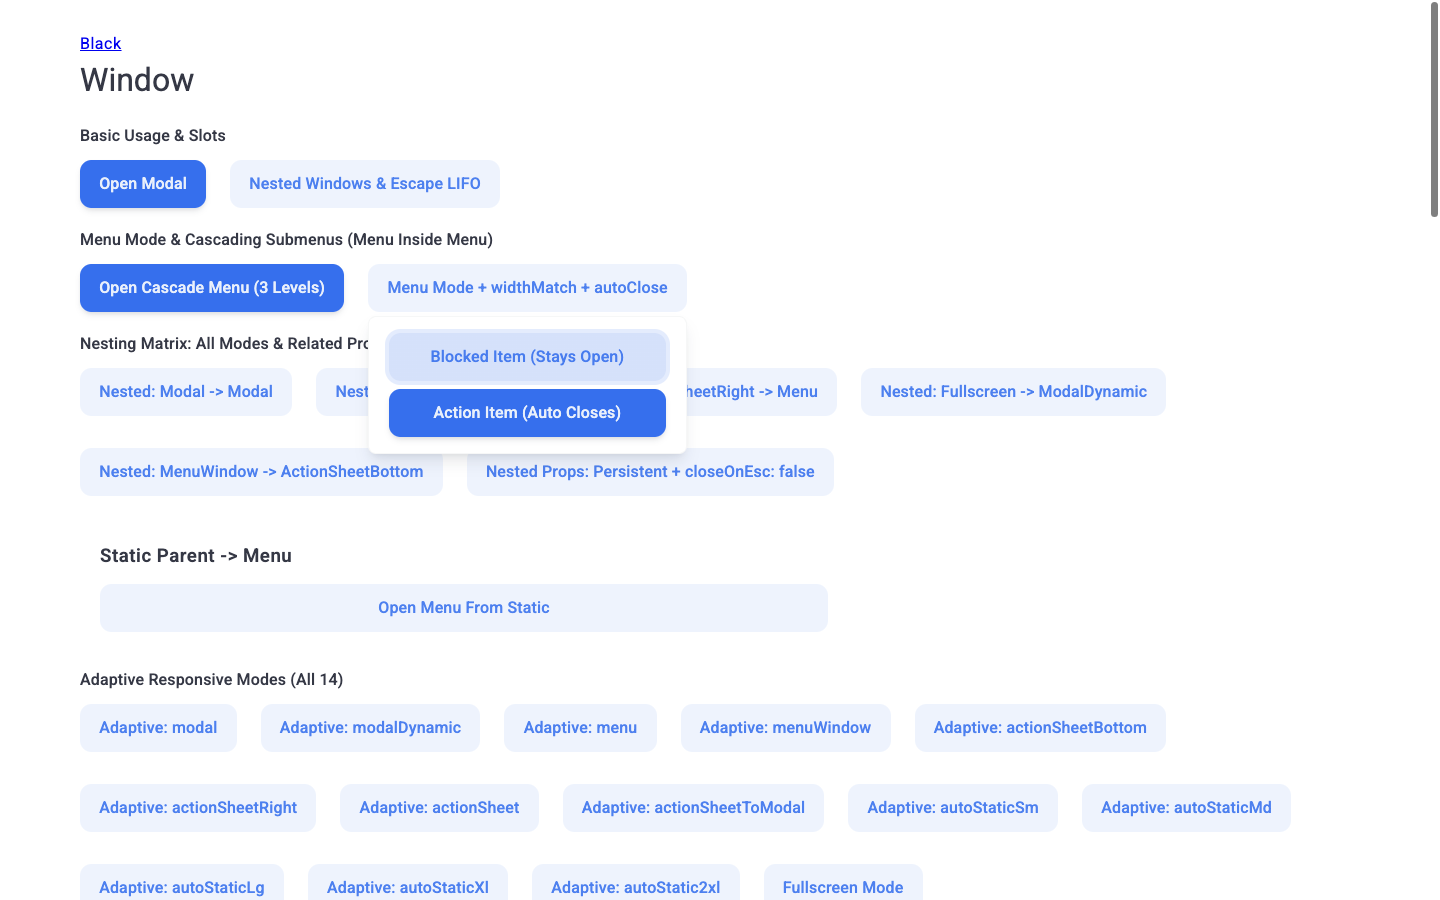 Black
Window
Basic Usage & Slots
Open Modal
Nested Windows & Escape LIFO
Menu Mode & Cascading Submenus (Menu Inside Menu)
Open Cascade Menu (3 Levels)
Menu Mode + widthMatch + autoClose
Blocked Item (Stays Open)
Action Item (Auto Closes)
Nesting Matrix: All Modes & Related Pro
Nested: Modal -> Modal
Nest
heetRight -> Menu
Nested: Fullscreen -> ModalDynamic
Nested: MenuWindow -> ActionSheetBottom
Nested Props: Persistent + closeOnEsc: false
Static Parent -> Menu
Open Menu From Static
Adaptive Responsive Modes (All 14)
Adaptive: modal
Adaptive: modalDynamic
Adaptive: menu
Adaptive: menuWindow
Adaptive: actionSheetBottom
Adaptive: actionSheetRight
Adaptive: actionSheet
Adaptive: actionSheetToModal
Adaptive: autoStaticSm
Adaptive: autoStaticMd
Adaptive: autoStaticLg
Adaptive: autoStaticXl
Adaptive: autoStatic2xl
Fullscreen Mode